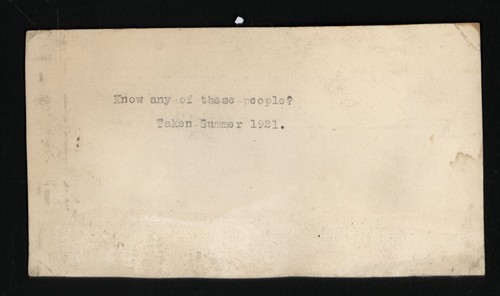 Know any of these people?
Taken Summer 1921.